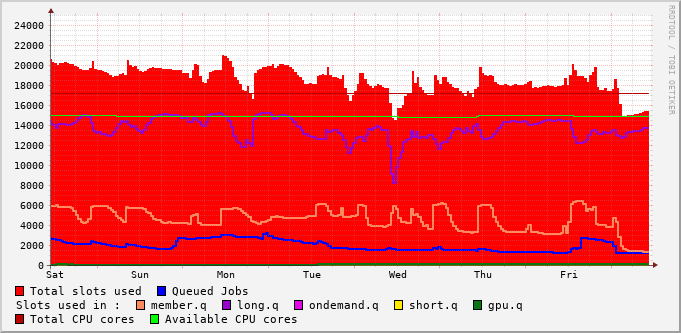 RRDTOOL / TOBI OETIKER
24000
22000
20000
18000
16000
14000
12000
10000
8000
6000
4000
2000
0
Sat Sun Mon Tue Wed Thu Fri
Total slots used Queued Jobs
Slots used in : member.q long.q ondemand.q short.q gpu.q
Total CPU cores Available CPU cores